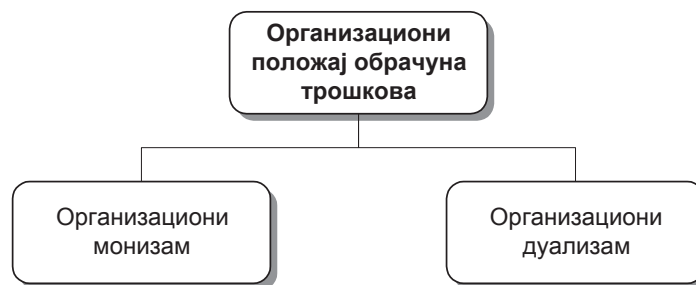 Организациони
положај обрачуна
трошкова
Организациони
монизам
Организациони
дуализам